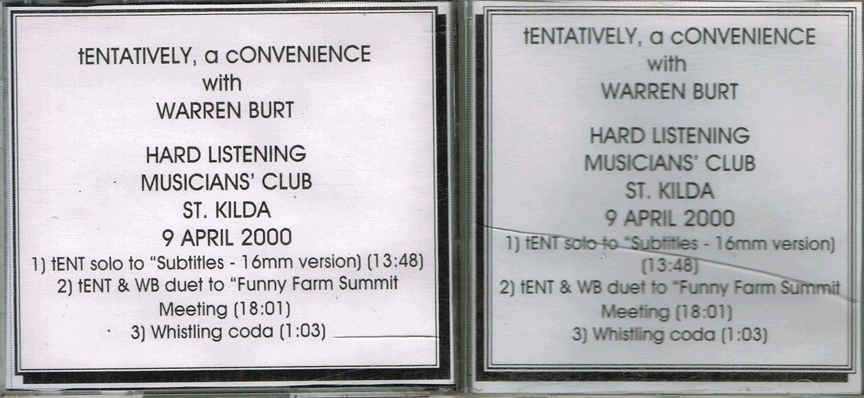 tENTATIVELY, a cONVENIENCE
with
WARREN BURT
HARD LISTENING
MUSICIANS' CLUB
ST. KILDA
9 APRIL 2000
1) tENT solo to "Subtitles - 16mm version) (13:48)
2) tENT & WB duet to "Funny Farm Summit
Meeting (18:01)
3) Whistling coda (1:03)
tENTATIVELY, a cONVENIENCE
with
WARREN BURT
HARD LISTENING
MUSICIANS' CLUB
ST. KILDA
9 APRIL 2000
1) tENT solo to "Subtitles - 16mm version)
(13:48)
2) tENT & WB duet to "Funny Farm Summit
Meeting (18:01)
3) Whistling coda (1:03)